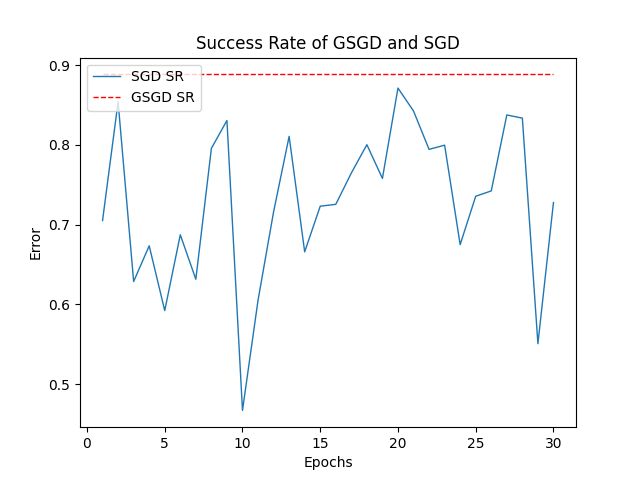 Success Rate of GSGD and SGD
SGD SR
GSGD SR
Error
0.9
0.8
0.7
0.6
0.5
0 5 10 15 20 25 30
Epochs